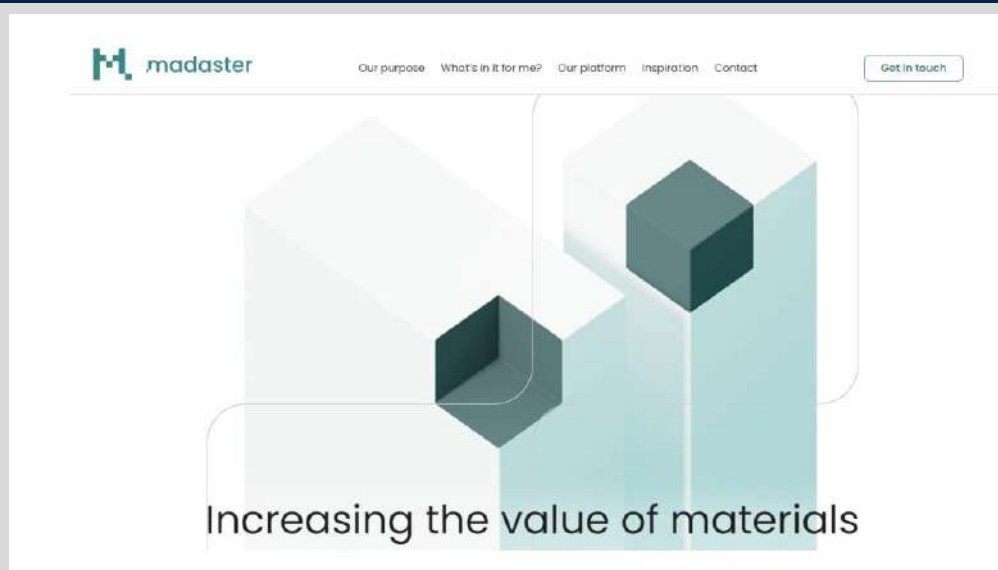 M. madaster
Our purpose What's in it for me? Our platform Inspiration Contact Get in touch
Increasing the value of materials